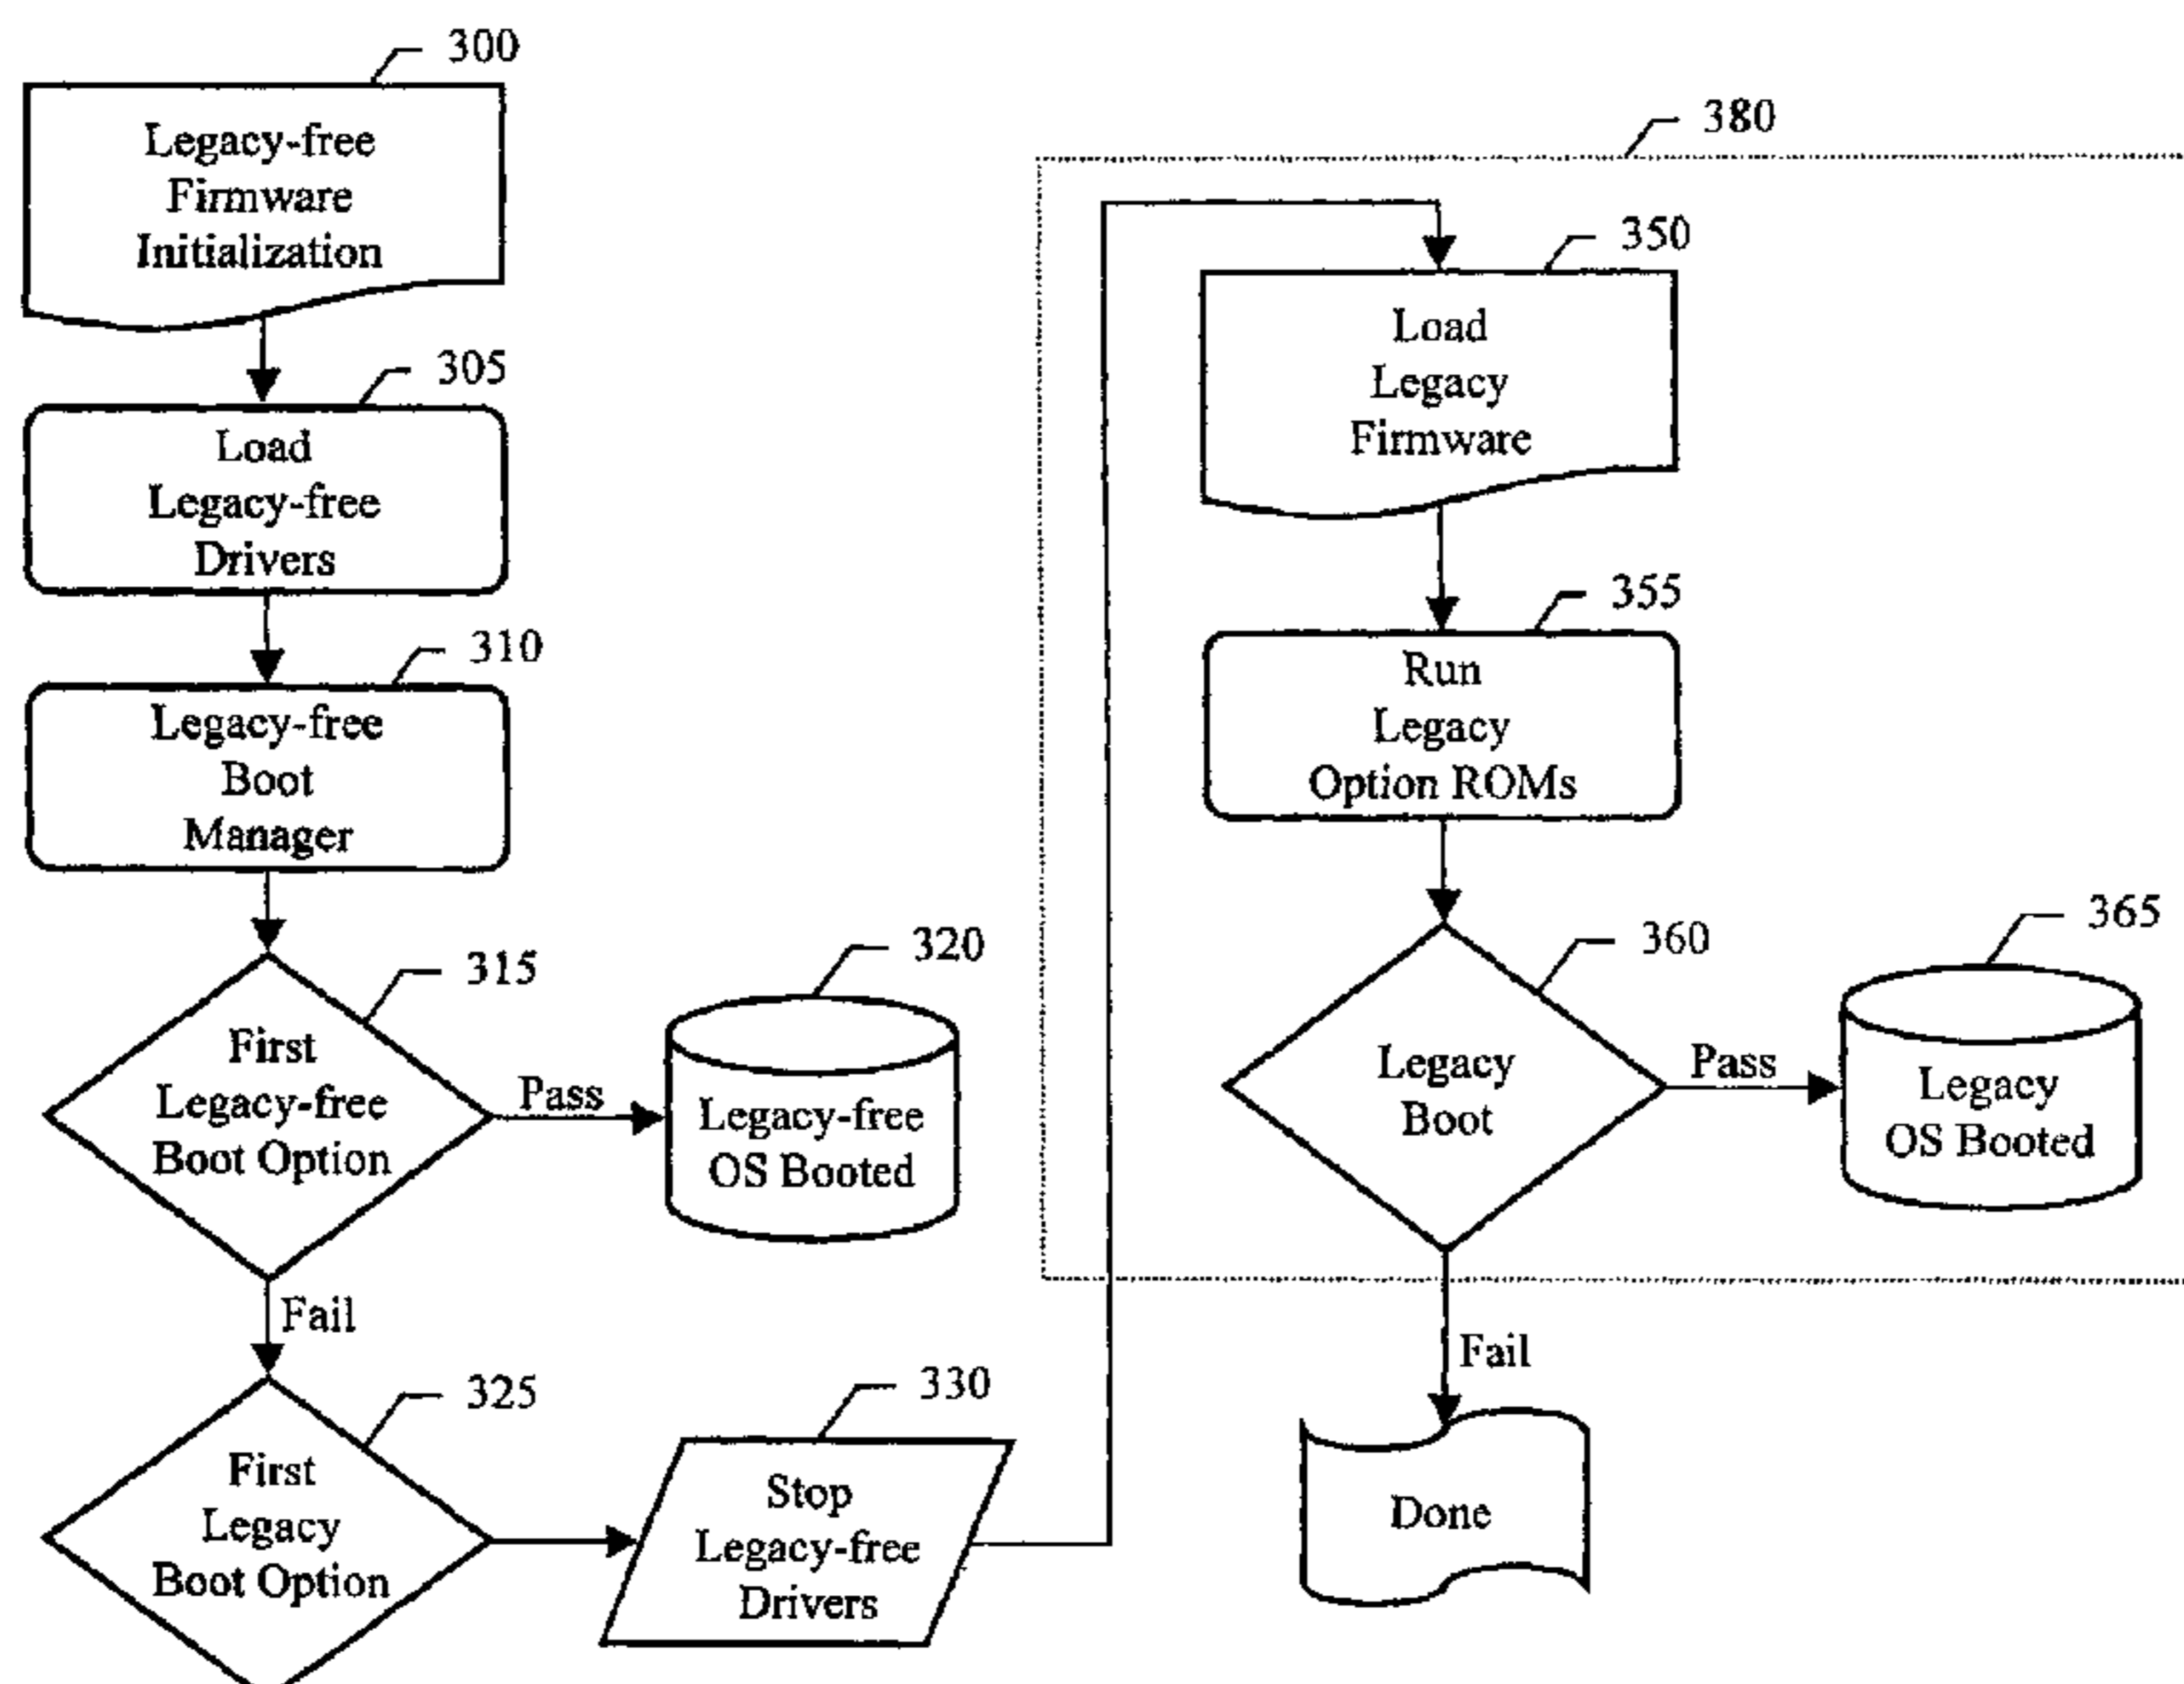 300
Legacy-free
Firmware
Initialization
305
Load
Legacy-free
Drivers
310
Legacy-free
Boot
Manager
315
First
Legacy-free
Boot Option
Pass
320
Legacy-free
OS Booted
Fail
325
First
Legacy
Boot Option
330
Stop
Legacy-free
Drivers
380
350
Load
Legacy
Firmware
355
Run
Legacy
Option ROMs
360
Legacy
Boot
Pass
365
Legacy
OS Booted
Fail
Done